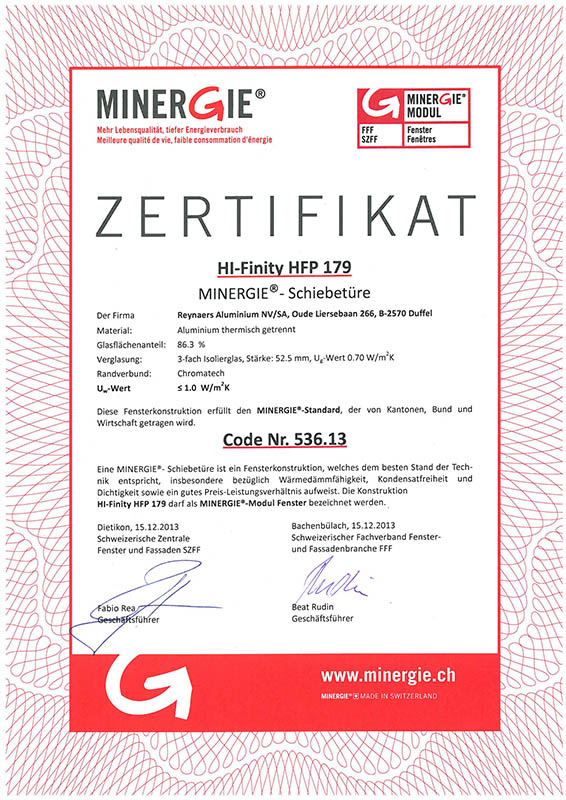 MINERGIE®
Mehr Lebensqualität, tiefer Energieverbrauch
Meilleure qualité de vie, faible consommation d'énergie
MINERGIE®
MODUL
FFF Fenster
SZFF Fenêtres
ZERTIFIKAT
HI-Finity HFP 179
MINERGIE®- Schiebetüre
Der Firma Reynaers Aluminium NV/SA, Oude Liersebaan 266, B-2570 Duffel
Material: Aluminium thermisch getrennt
Glasflächenanteil: 86.3 %
Verglasung: 3-fach Isolierglas, Stärke: 52.5 mm, Ug-Wert 0.70 W/m²K
Randverbund: Chromatech
Uw-Wert ≤ 1.0 W/m²K
Diese Fensterkonstruktion erfüllt den MINERGIE®-Standard, der von Kantonen, Bund und
Wirtschaft getragen wird.
Code Nr. 536.13
Eine MINERGIE®- Schiebetüre ist ein Fensterkonstruktion, welches dem besten Stand der Tech-
nik entspricht, insbesondere bezüglich Wärmedämmfähigkeit, Kondensatfreiheit und
Dichtigkeit sowie ein gutes Preis-Leistungsverhältnis aufweist. Die Konstruktion
HI-Finity HFP 179 darf als MINERGIE®-Modul Fenster bezeichnet werden.
Dietikon, 15.12.2013
Schweizerische Zentrale
Fenster und Fassaden SZFF
Fabio Rea
Geschäftsführer
Bachenbülach, 15.12.2013
Schweizerischer Fachverband Fenster-
und Fassadenbranche FFF
Beat Rudin
Geschäftsführer
www.minergie.ch
MINERGIE® MADE IN SWITZERLAND